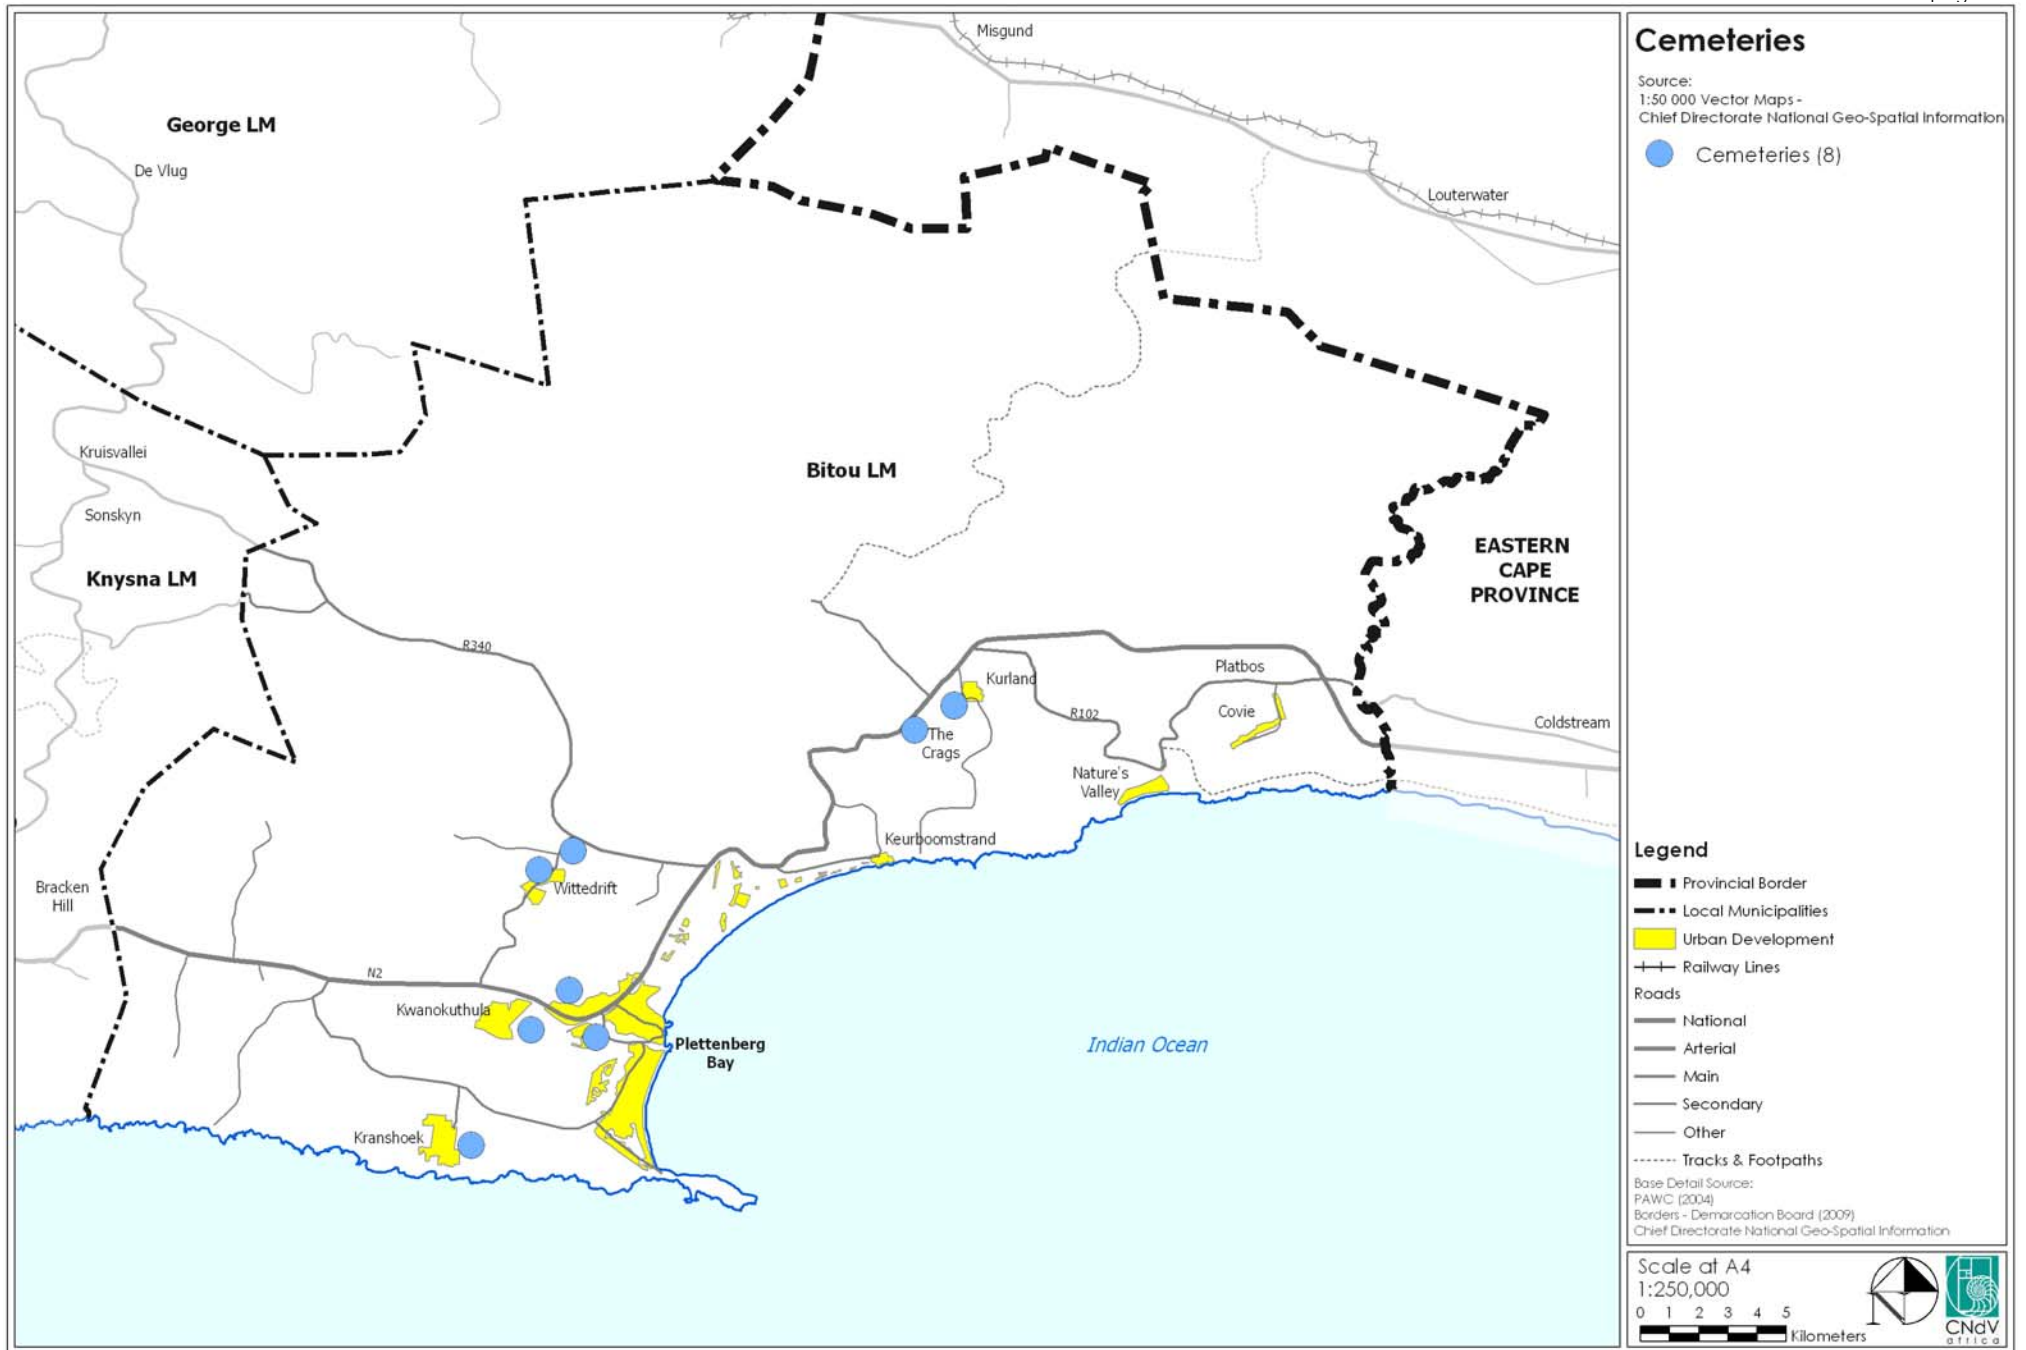 Misgund
George LM
De Vlug
Louterwater
Kruisvallei
Bitou LM
Sonskyn
EASTERN
CAPE
PROVINCE
Knysna LM
R340
Platbos
Kurland
R102
Covie
Coldstream
The
Crags
Nature's
Valley
Keurboomstrand
Bracken
Hill
Wittedrift
N2
Kwanokuthula
Plettenberg
Bay
Indian Ocean
Kranshoek
Cemeteries
Source:
1:50 000 Vector Maps -
Chief Directorate National Geo-Spatial Information
Cemeteries (8)
Legend
Provincial Border
Local Municipalities
Urban Development
Railway Lines
Roads
National
Arterial
Main
Secondary
Other
Tracks & Footpaths
Base Detail Source:
PAWC (2004)
Borders - Demarcation Board (2009)
Chief Directorate National Geo-Spatial Information
Scale at A4
1:250,000
0 1 2 3 4 5
Kilometers
CNdV
africa